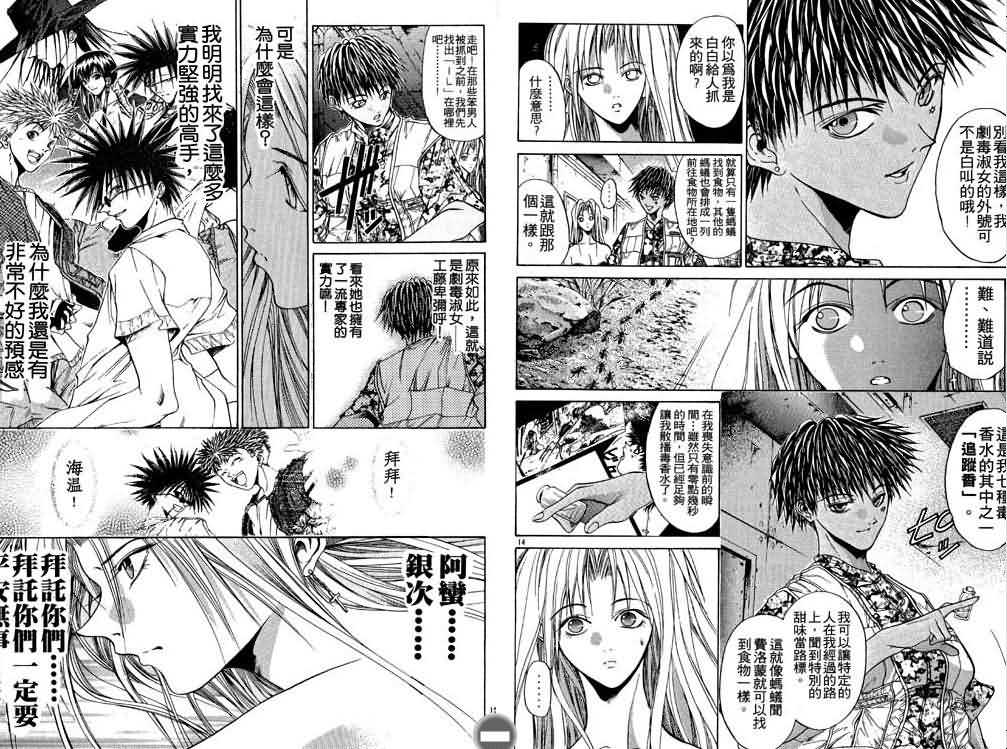 你以為我是
白白給人抓
來的啊?
別看我這樣,我
劇毒淑女的外號可
不是白叫的哦!
什麼意思?
就算只有一隻螞蟻
找到食物,其他的
螞蟻也會排成一列
前往食物所在地吧
這就跟那
個一樣。
難、難道說
⋯⋯⋯
香水的其中之一
「追蹤香」。
在我喪失意識前的瞬
間⋯雖然只有零點幾秒
的時間,但已經足夠
讓我散播毒香水了。
我可以讓特定的
人在我經過的路
上,聞到特別的
甜味當路標。
這就像螞蟻聞
費洛蒙就可以找
到食物一樣。
⋯⋯
14
走吧!在那些笨男人
被抓到之前,我們先
找出「IL」在哪裡
吧⋯⋯
原來如此,這就
是劇毒淑女
工藤卑彌呼!
看來她也擁有
了一流專家的
實力嘛!
可是
為什麼會這樣?
我明明找來了這麼多
實力堅強的高手,
為什麼我還是有
非常不好的預感
拜拜!
海溫!
阿蠻⋯⋯
銀次⋯⋯
拜託你們⋯⋯
拜託你們一定要
平安無事